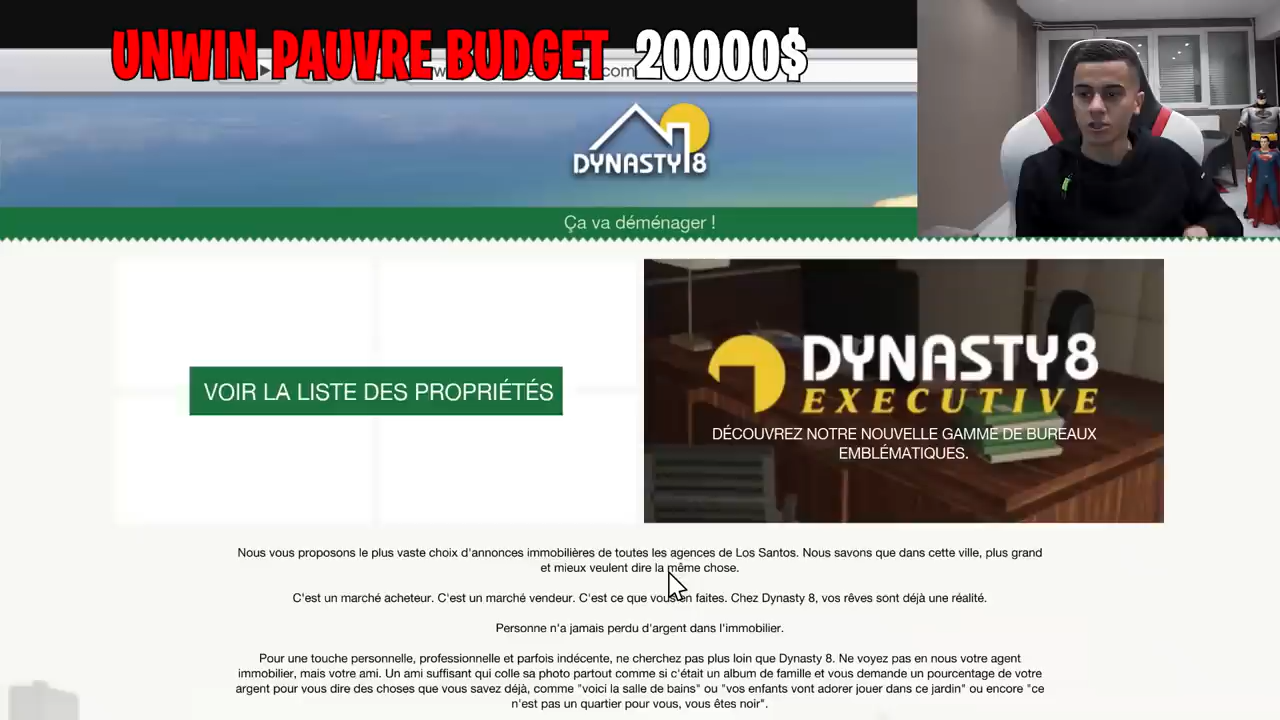 UNWIN PAUVRE BUDGET 20000$
DYNASTY8
Ça va déménager !
VOIR LA LISTE DES PROPRIÉTÉS
DYNASTY8
EXECUTIVE
DÉCOUVREZ NOTRE NOUVELLE GAMME DE BUREAUX
EMBLÉMATIQUES.
Nous vous proposons le plus vaste choix d'annonces immobilières de toutes les agences de Los Santos. Nous savons que dans cette ville, plus grand
et mieux veulent dire la même chose.
C'est un marché acheteur. C'est un marché vendeur. C'est ce que vous en faites. Chez Dynasty 8, vos rêves sont déjà une réalité.
Personne n'a jamais perdu d'argent dans l'immobilier.
Pour une touche personnelle, professionnelle et parfois indécente, ne cherchez pas plus loin que Dynasty 8. Ne voyez pas en nous votre agent
immobilier, mais votre ami. Un ami suffisant qui colle sa photo partout comme si c'était un album de famille et vous demande un pourcentage de votre
argent pour vous dire des choses que vous savez déjà, comme "voici la salle de bains" ou "vos enfants vont adorer jouer dans ce jardin" ou encore "ce
n'est pas un quartier pour vous, vous êtes noir".